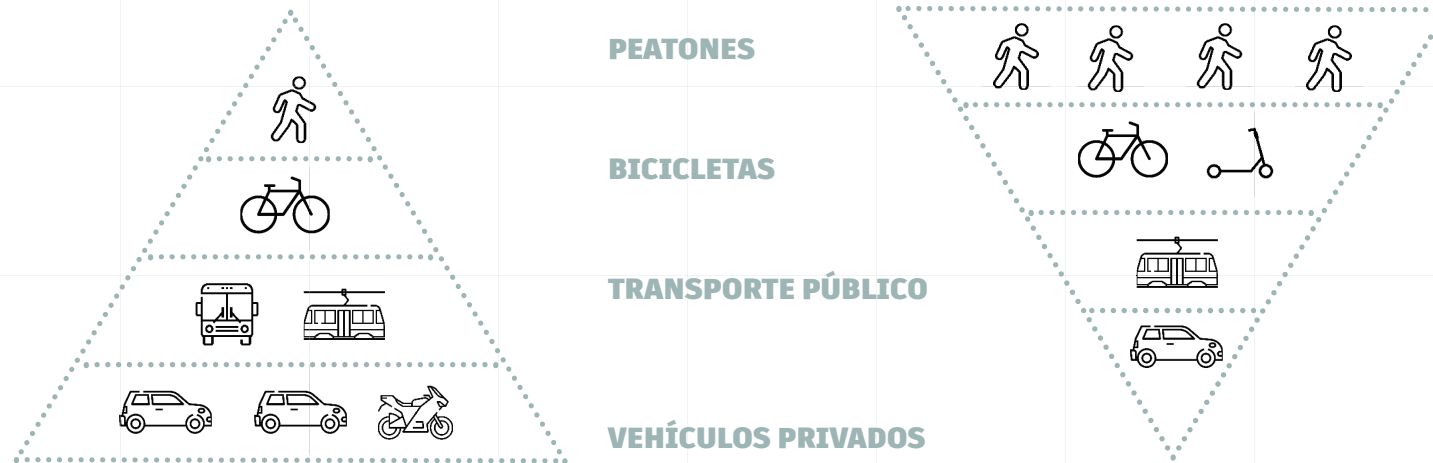 PEATONES
BICICLETAS
TRANSPORTE PÚBLICO
VEHÍCULOS PRIVADOS